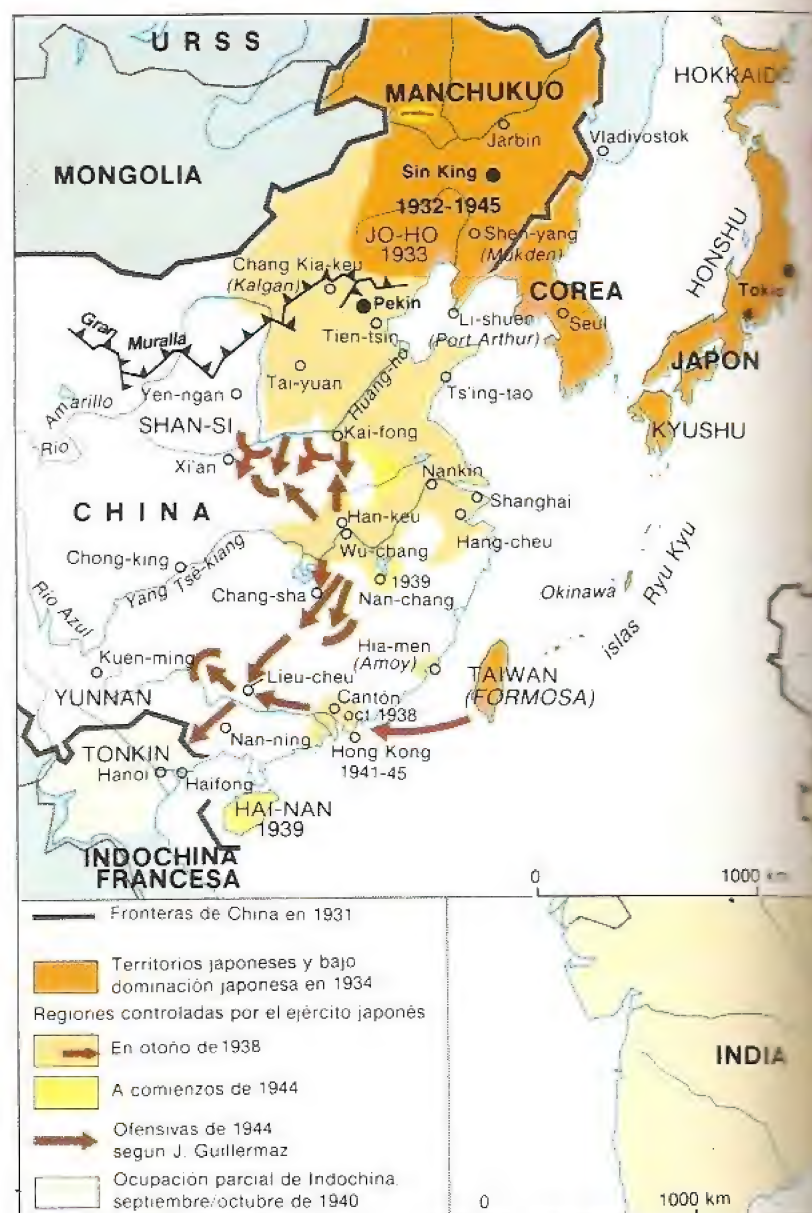 URSS
HOKKAIDO
MANCHUKUO
Jarbin
Vladivostok
MONGOLIA
Sin King
1932-1945
JO-HO
1933
Shen-yang
(Mukden)
HONSHU
Chang Kia-keu
(Kalgan)
COREA
Pekin
Tokio
Gran
Muralla
Tien-tsin
Li-shuen
(Port Arthur)
Seul
JAPON
Tai-yuan
Huang-ho
Yen-ngan
Ts'ing-tao
Amarillo
Rio
SHAN-SI
Kai-fong
KYUSHU
Xi'an
Nankin
Shanghai
CHINA
Han-keu
Hang-cheu
Wu-chang
Chong-king
Yang Tse-kiang
1939
Nan-chang
Chang-sha
Okinawa
islas Ryu Kyu
Rio Azul
Hia-men
(Amoy)
Kuen-ming
TAIWAN
(FORMOSA)
Lieu-cheu
YUNNAN
Cantón
oct 1938
Nan-ning
Hong Kong
1941-45
TONKIN
Hanoi
Haifong
HAI-NAN
1939
INDOCHINA
FRANCESA
0 1000 km
Fronteras de China en 1931
Territorios japoneses y bajo
dominación japonesa en 1934
Regiones controladas por el ejército japonés
En otoño de 1938
A comienzos de 1944
Ofensivas de 1944
segun J. Guillermaz
Ocupación parcial de Indochina,
septiembre/octubre de 1940
INDIA
0 1000 km